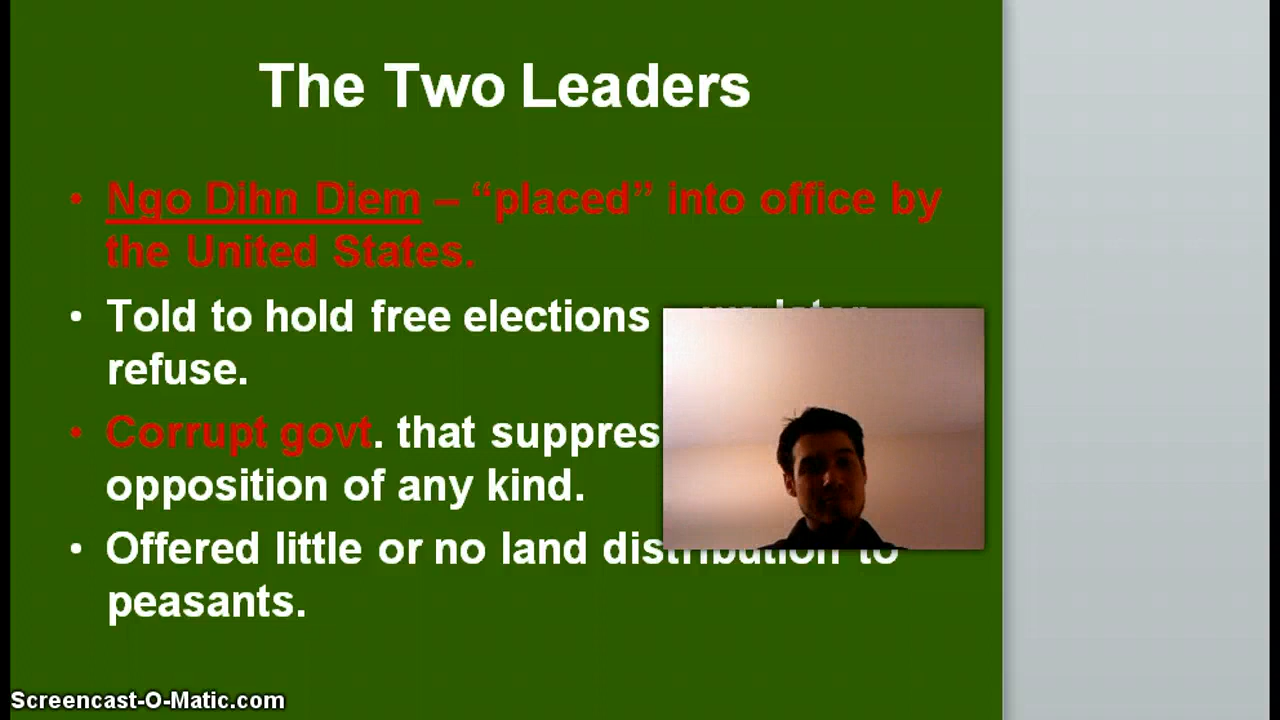 The Two Leaders
• Ngo Dihn Diem – “placed” into office by
the United States.
• Told to hold free elections
refuse.
• Corrupt govt. that suppres
opposition of any kind.
• Offered little or no land distribution to
peasants.
Screencast-O-Matic.com